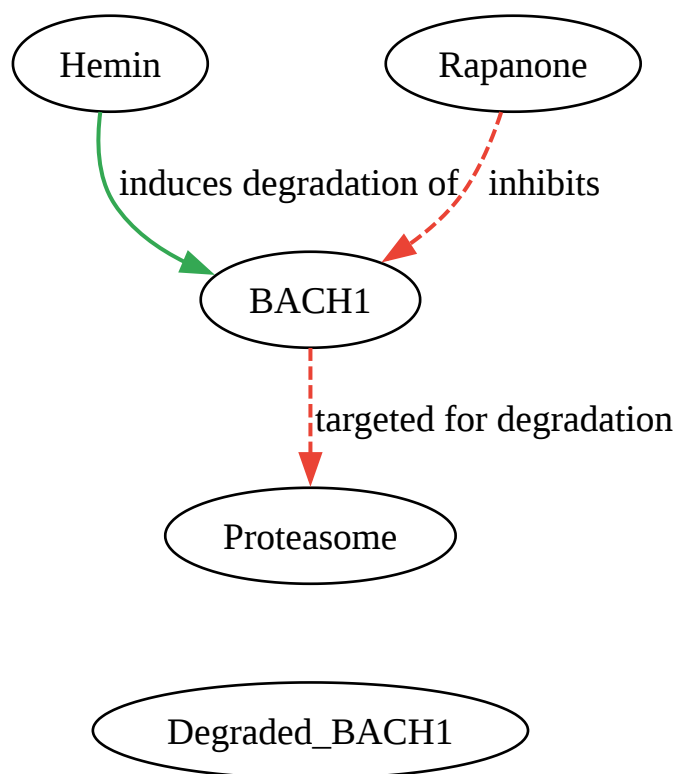 Hemin
Rapanone
induces degradation of
inhibits
BACH1
targeted for degradation
Proteasome
Degraded_BACH1